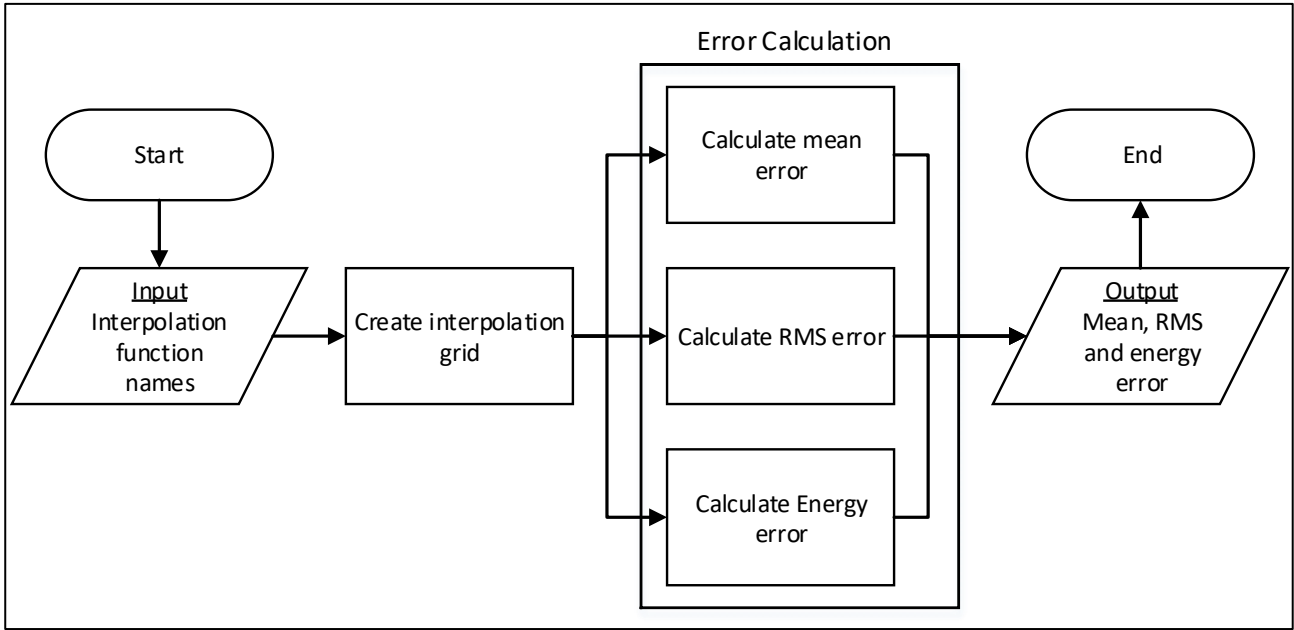 Error Calculation
Start
Input
Interpolation
function
names
Create interpolation
grid
Calculate mean
error
Calculate RMS error
Calculate Energy
error
End
Output
Mean, RMS
and energy
error